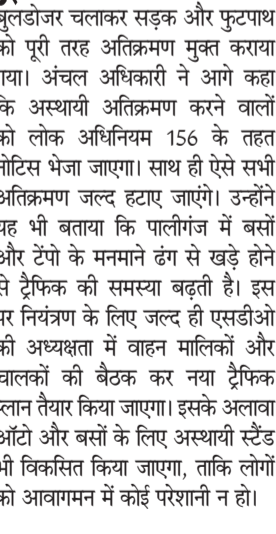 बुलडोजर चलाकर सड़क और फुटपाथ
को पूरी तरह अतिक्रमण मुक्त कराया
गया। अंचल अधिकारी ने आगे कहा
कि अस्थायी अतिक्रमण करने वालों
को लोक अधिनियम 156 के तहत
नोटिस भेजा जाएगा। साथ ही ऐसे सभी
अतिक्रमण जल्द हटाए जाएंगे। उन्होंने
यह भी बताया कि पालीगंज में बसों
और टेंपो के मनमाने ढंग से खड़े होने
से ट्रैफिक की समस्या बढ़ती है। इस
पर नियंत्रण के लिए जल्द ही एसडीओ
की अध्यक्षता में वाहन मालिकों और
चालकों की बैठक कर नया ट्रैफिक
प्लान तैयार किया जाएगा। इसके अलावा
ऑटो और बसों के लिए अस्थायी स्टैंड
भी विकसित किया जाएगा, ताकि लोगों
को आवागमन में कोई परेशानी न हो।